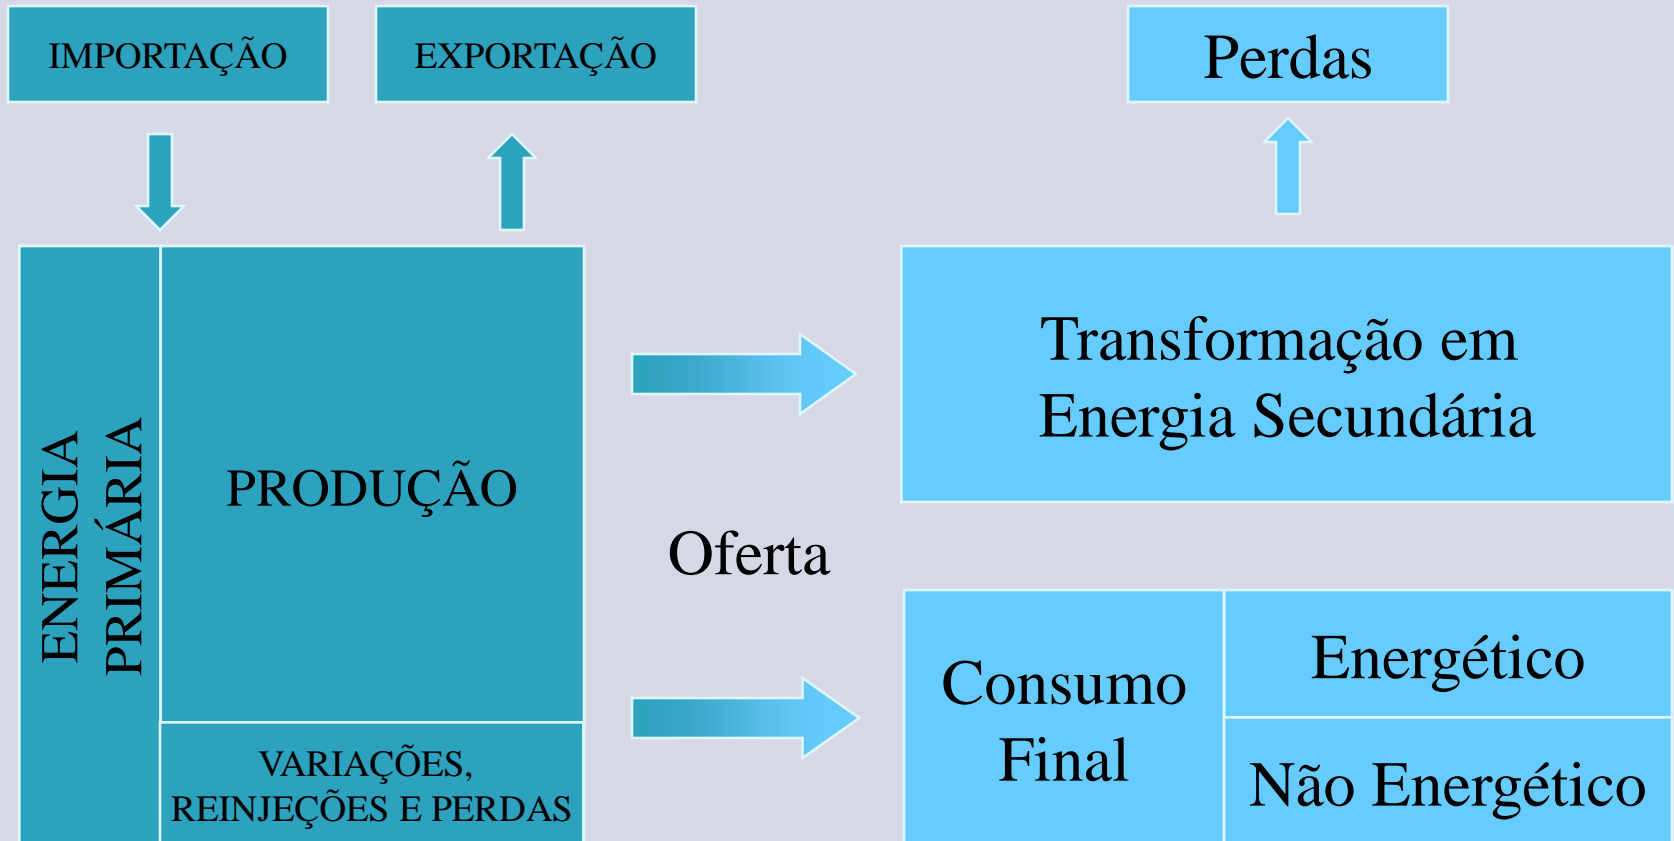 IMPORTAÇÃO
EXPORTAÇÃO
Perdas
ENERGIA
PRIMÁRIA
PRODUÇÃO
VARIAÇÕES,
REINJEÇÕES E PERDAS
Oferta
Transformação em
Energia Secundária
Consumo
Final
Energético
Não Energético